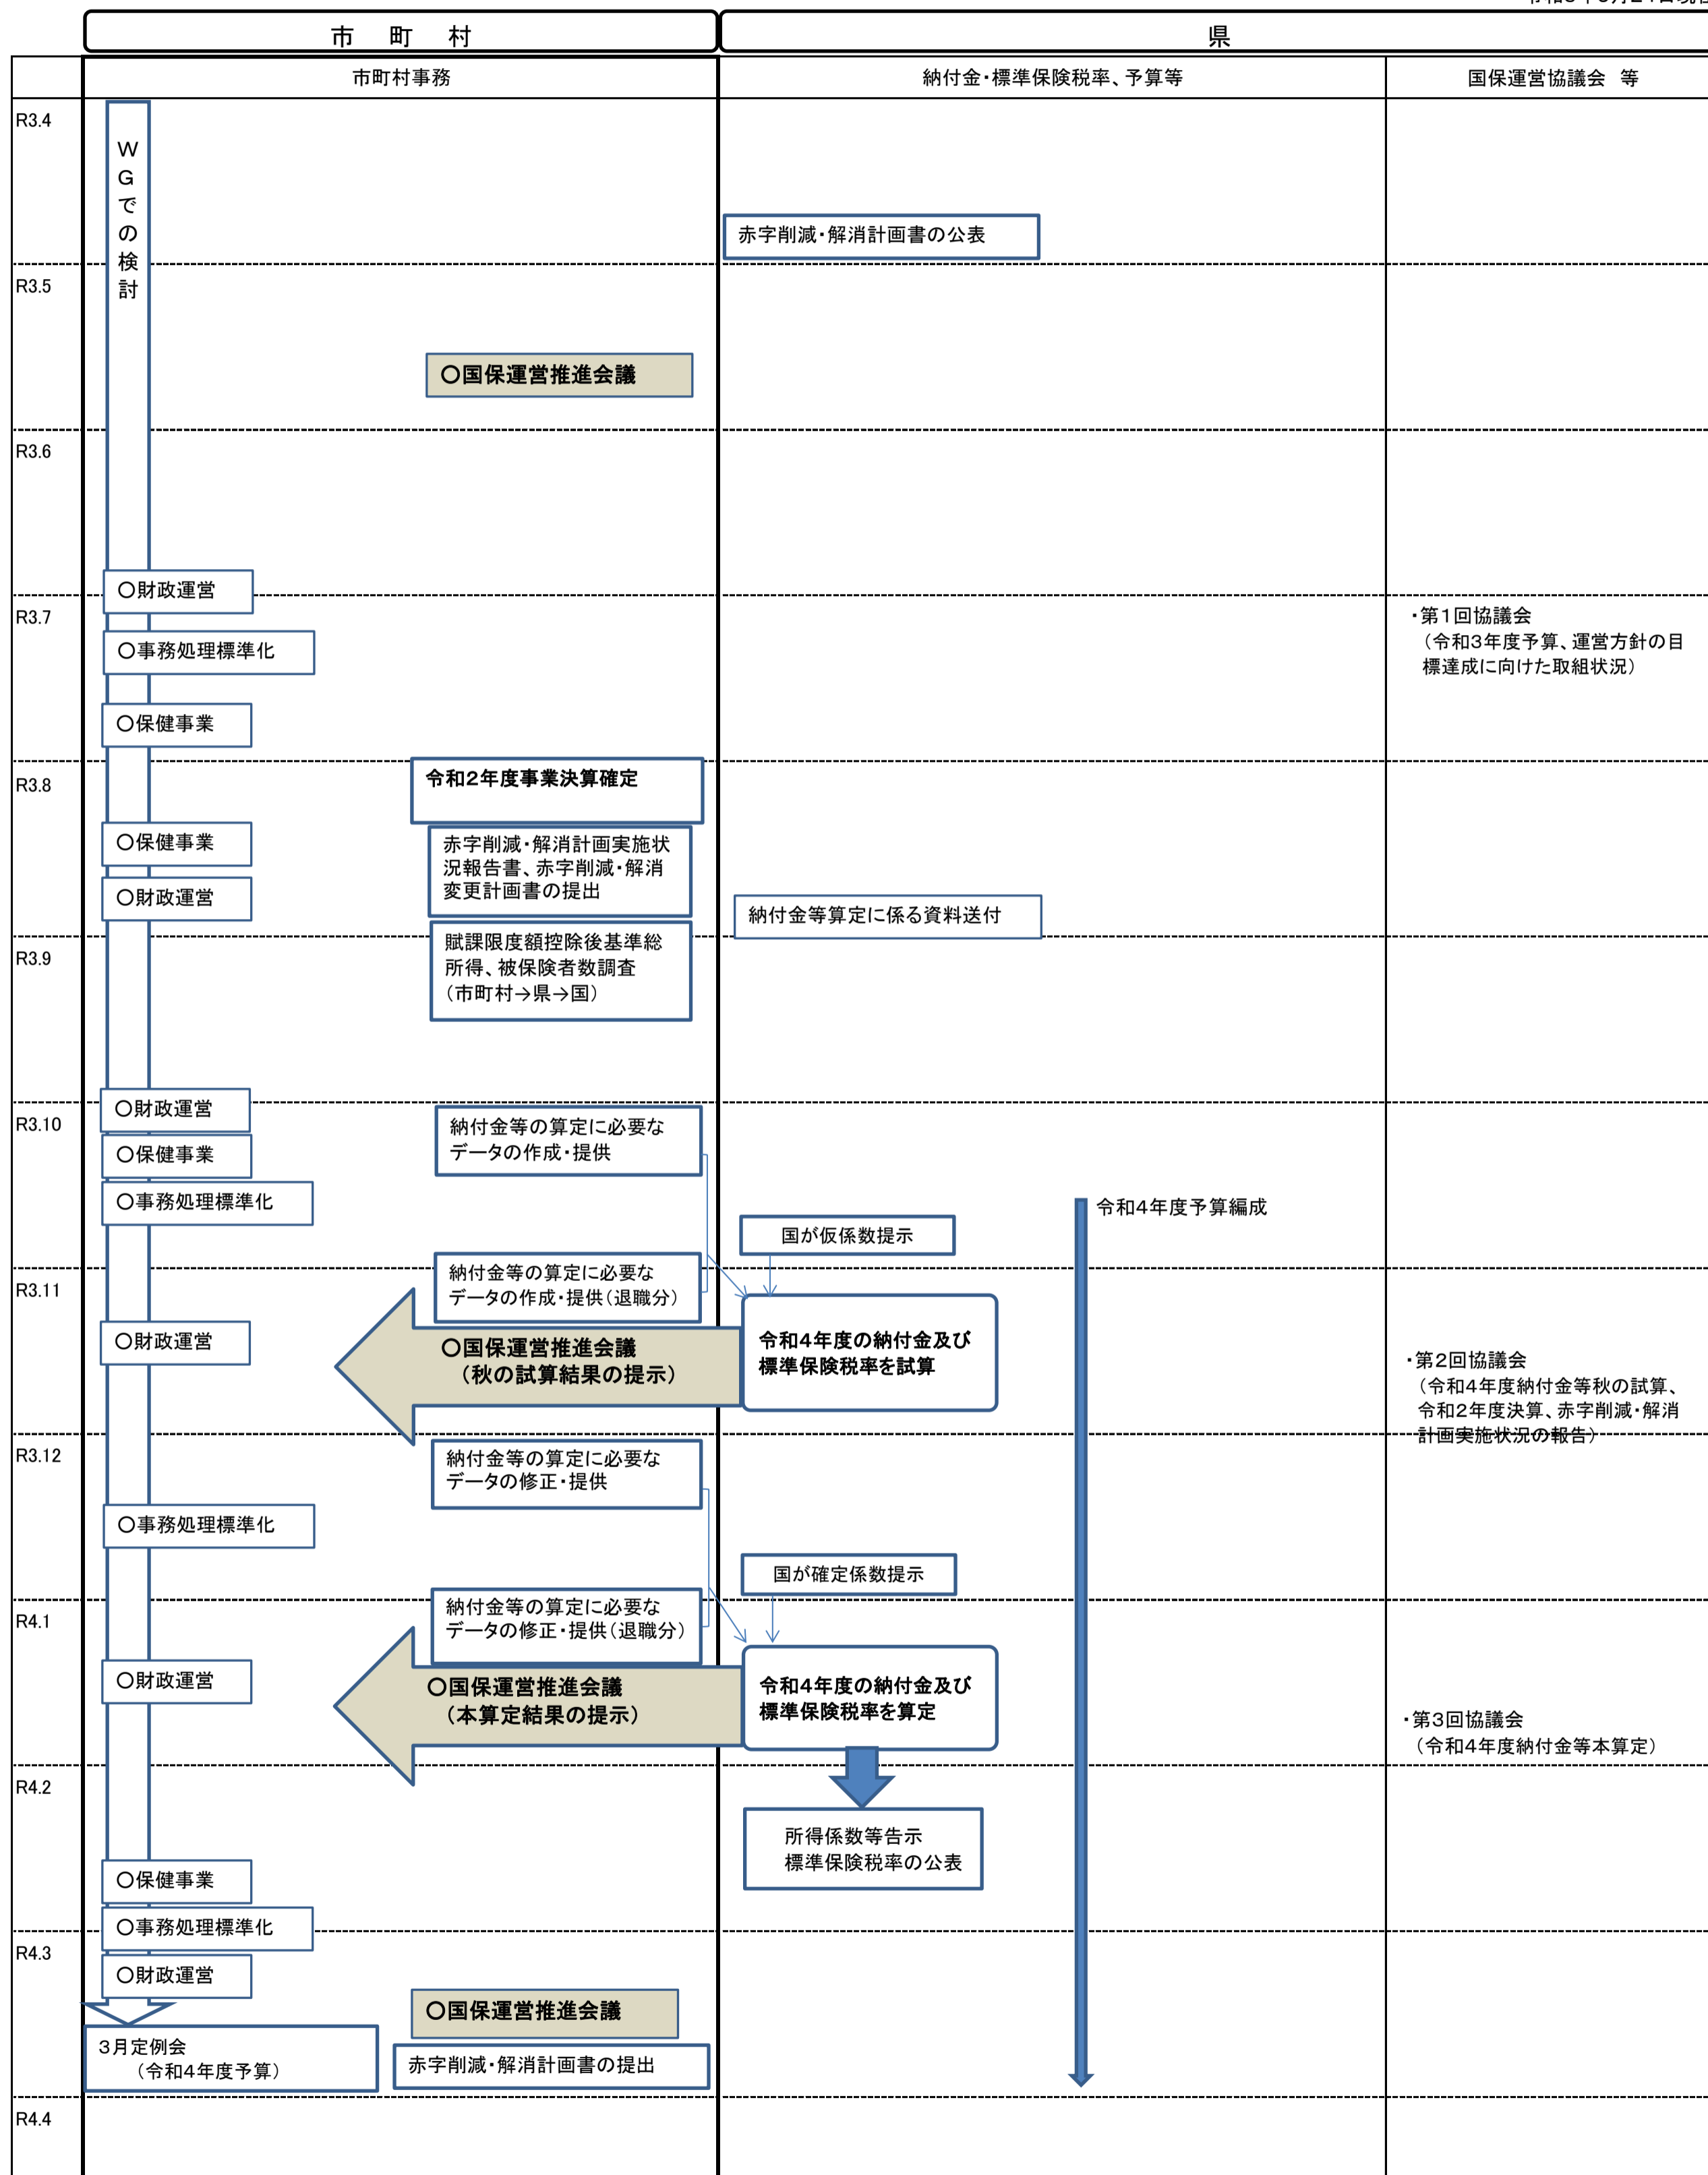 市　町　村
県
市町村事務
納付金・標準保険税率、予算等
国保運営協議会　等
R3.4
WGでの検討
赤字削減・解消計画書の公表
R3.5
〇国保運営推進会議
R3.6
〇財政運営
R3.7
〇事務処理標準化
〇保健事業
・第1回協議会
（令和3年度予算、運営方針の目
標達成に向けた取組状況）
R3.8
令和2年度事業決算確定
〇保健事業
赤字削減・解消計画実施状
況報告書、赤字削減・解消
変更計画書の提出
〇財政運営
納付金等算定に係る資料送付
R3.9
賦課限度額控除後基準総
所得、被保険者数調査
（市町村→県→国）
〇財政運営
R3.10
納付金等の算定に必要な
データの作成・提供
〇保健事業
〇事務処理標準化
令和4年度予算編成
国が仮係数提示
R3.11
納付金等の算定に必要な
データの作成・提供（退職分）
〇財政運営
〇国保運営推進会議
（秋の試算結果の提示）
令和4年度の納付金及び
標準保険税率を試算
・第2回協議会
（令和4年度納付金等秋の試算、
令和2年度決算、赤字削減・解消
計画実施状況の報告）
R3.12
納付金等の算定に必要な
データの修正・提供
〇事務処理標準化
国が確定係数提示
R4.1
納付金等の算定に必要な
データの修正・提供（退職分）
〇財政運営
〇国保運営推進会議
（本算定結果の提示）
令和4年度の納付金及び
標準保険税率を算定
・第3回協議会
（令和4年度納付金等本算定）
R4.2
所得係数等告示
標準保険税率の公表
〇保健事業
〇事務処理標準化
R4.3
〇財政運営
〇国保運営推進会議
3月定例会
（令和4年度予算）
赤字削減・解消計画書の提出
R4.4